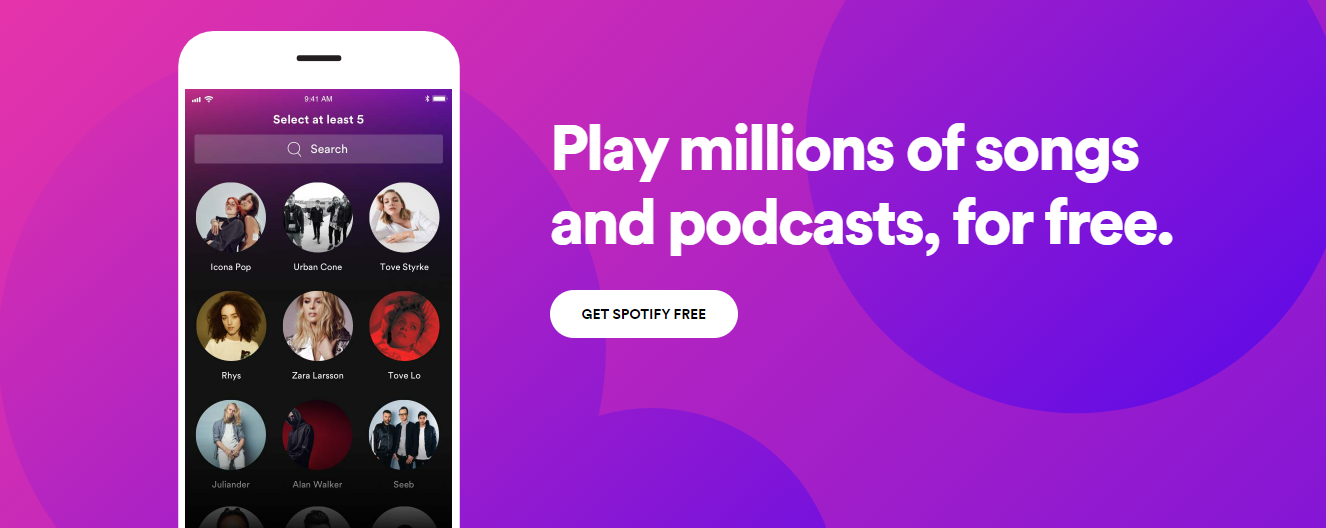 9:41 AM
Select at least 5
Search
Icona Pop
Urban Cone
Tove Styrke
Rhys
Zara Larsson
Tove Lo
Juliander
Alan Walker
Seeb
Play millions of songs
and podcasts, for free.
GET SPOTIFY FREE